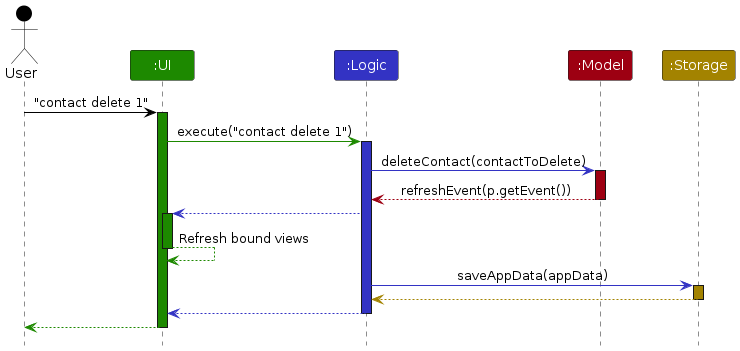 User
:UI
:Logic
:Model
:Storage
"contact delete 1"
execute("contact delete 1")
deleteContact(contactToDelete)
refreshEvent(p.getEvent())
Refresh bound views
saveAppData(appData)